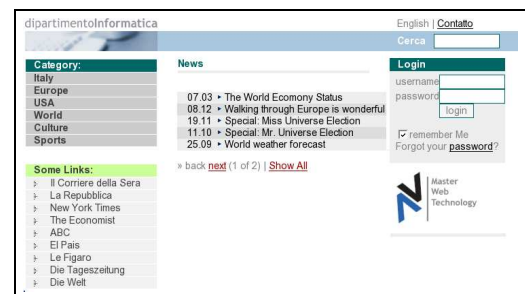 dipartimentoInformatica
English | Contatto
Cerca
Category:
Italy
Europe
USA
World
Culture
Sports
Some Links:
Il Corriere della Sera
La Repubblica
New York Times
The Economist
ABC
El Pais
Le Figaro
Die Tageszeitung
Die Welt
News
07.03 ‣ The World Ecomony Status
08.12 ‣ Walking through Europe is wonderful
19.11 ‣ Special: Miss Universe Election
11.10 ‣ Special: Mr. Universe Election
25.09 ‣ World weather forecast
» back next (1 of 2) | Show All
Login
username
password
login
remember Me
Forgot your password?
Master
Web
Technology